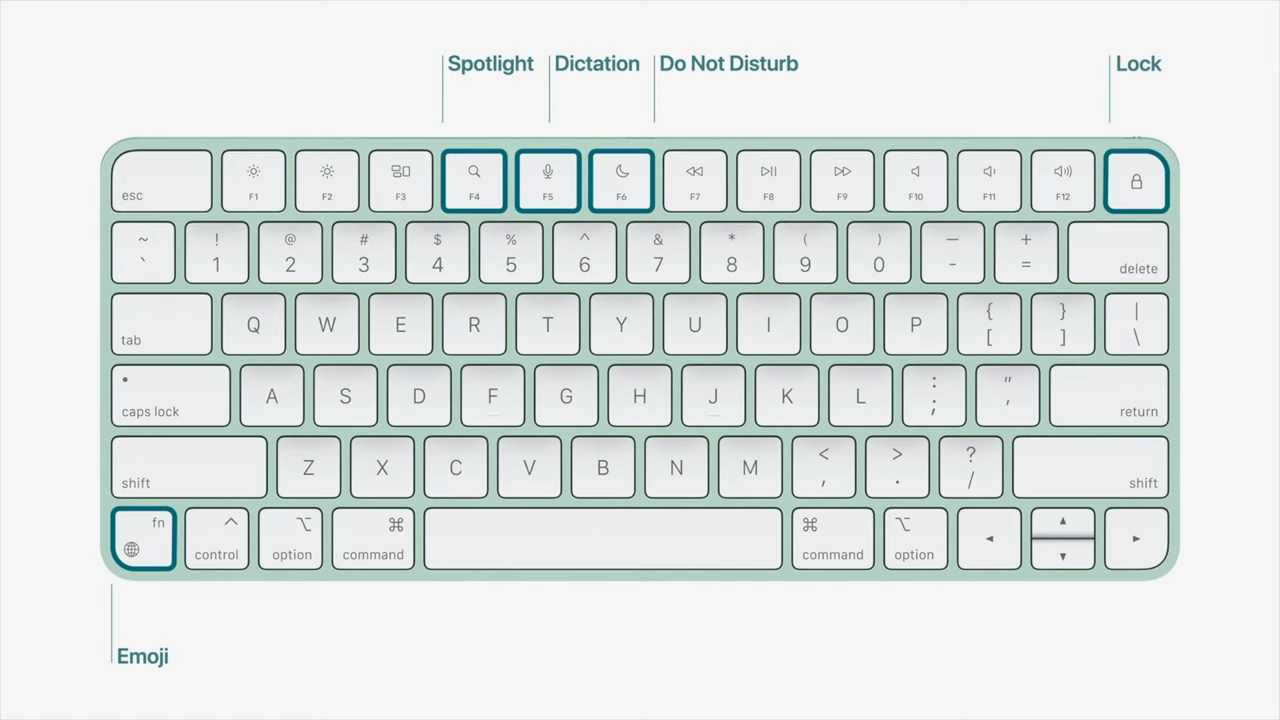 Spotlight Dictation Do Not Disturb Lock
esc F1 F2 F3 F4 F5 F6 F7 F8 F9 F10 F11 F12
~ ! @ # $ % ^ & * ( ) — +
` 1 2 3 4 5 6 7 8 9 0 - = delete
tab Q W E R T Y U I O P { [ } ] | \
caps lock A S D F G H J K L : ; " ' return
shift Z X C V B N M < , > . ? / shift
fn ^ control ⌥ option ⌘ command ⌘ command ⌥ option ◂ ▴ ▾ ▸
Emoji